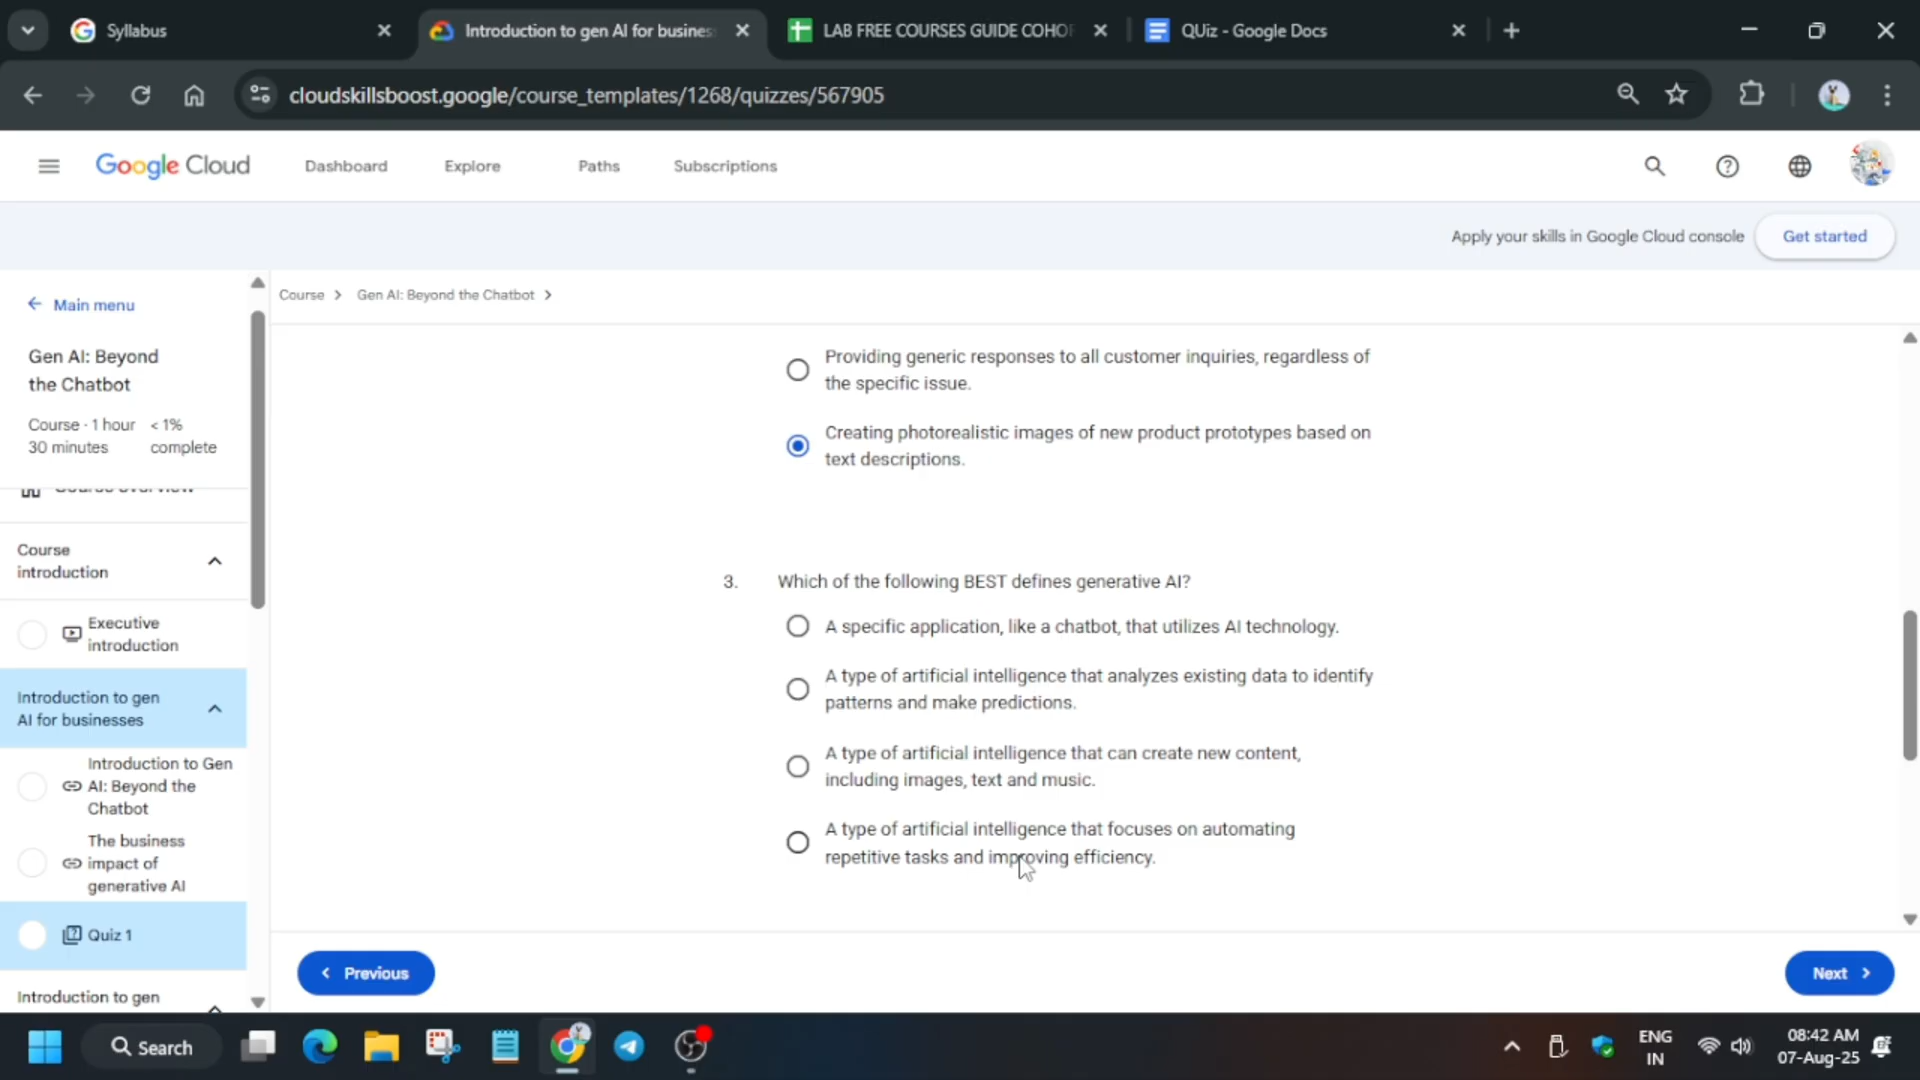 Syllabus
Introduction to gen AI for busines
LAB FREE COURSES GUIDE COHO
QUiz - Google Docs
cloudskillsboost.google/course_templates/1268/quizzes/567905
Google Cloud
Dashboard
Explore
Paths
Subscriptions
Apply your skills in Google Cloud console
Get started
Main menu
Course
Gen AI: Beyond the Chatbot
Gen AI: Beyond
the Chatbot
Course · 1 hour
30 minutes
< 1%
complete
Course overview
Course
introduction
Executive
introduction
Introduction to gen
AI for businesses
Introduction to Gen
AI: Beyond the
Chatbot
The business
impact of
generative AI
Quiz 1
Introduction to gen
Providing generic responses to all customer inquiries, regardless of
the specific issue.
Creating photorealistic images of new product prototypes based on
text descriptions.
3. Which of the following BEST defines generative AI?
A specific application, like a chatbot, that utilizes AI technology.
A type of artificial intelligence that analyzes existing data to identify
patterns and make predictions.
A type of artificial intelligence that can create new content,
including images, text and music.
A type of artificial intelligence that focuses on automating
repetitive tasks and improving efficiency.
Previous
Next
Search
ENG
IN
08:42 AM
07-Aug-25